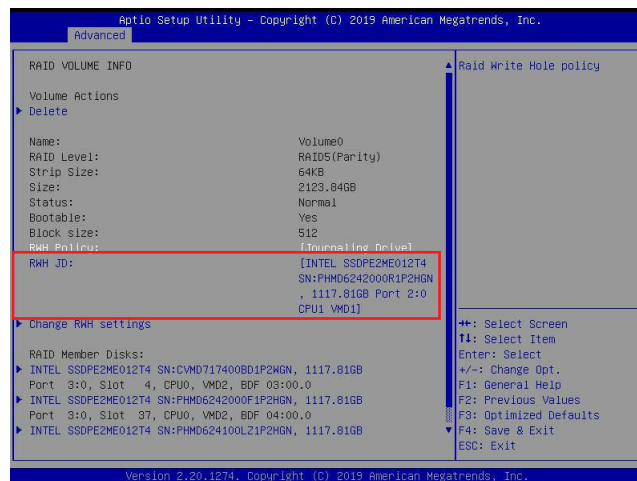 Aptio Setup Utility – Copyright (C) 2019 American Megatrends, Inc.
Advanced
RAID VOLUME INFO
Volume Actions
Delete
Name: Volume0
RAID Level: RAID5(Parity)
Strip Size: 64KB
Size: 2123.84GB
Status: Normal
Bootable: Yes
Block size: 512
RWH Policy: [Journaling Drive]
RWH JD: [INTEL SSDPE2ME012T4
SN:PHMD6242000R1P2HGN
, 1117.81GB Port 2:0
CPU1 VMD1]
Change RWH settings
RAID Member Disks:
INTEL SSDPE2ME012T4 SN:CVMD717400BD1P2WGN, 1117.81GB
Port 3:0, Slot 4, CPU0, VMD2, BDF 03:00.0
INTEL SSDPE2ME012T4 SN:PHMD6242000F1P2HGN, 1117.81GB
Port 3:0, Slot 37, CPU0, VMD2, BDF 04:00.0
INTEL SSDPE2ME012T4 SN:PHMD624100LZ1P2HGN, 1117.81GB
Raid Write Hole policy
→←: Select Screen
↑↓: Select Item
Enter: Select
+/-: Change Opt.
F1: General Help
F2: Previous Values
F3: Optimized Defaults
F4: Save & Exit
ESC: Exit
Version 2.20.1274. Copyright (C) 2019 American Megatrends, Inc.